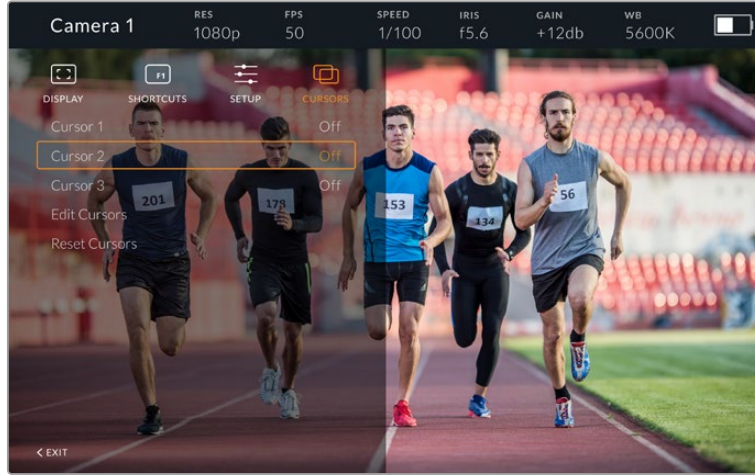 Camera 1
RES FPS SPEED IRIS GAIN WB
1080p 50 1/100 f5.6 +12db 5600K
F1
DISPLAY SHORTCUTS SETUP CURSORS
Cursor 1 Off
Cursor 2 Off
Cursor 3 Off
Edit Cursors
Reset Cursors
201
178
153
134
56
< EXIT